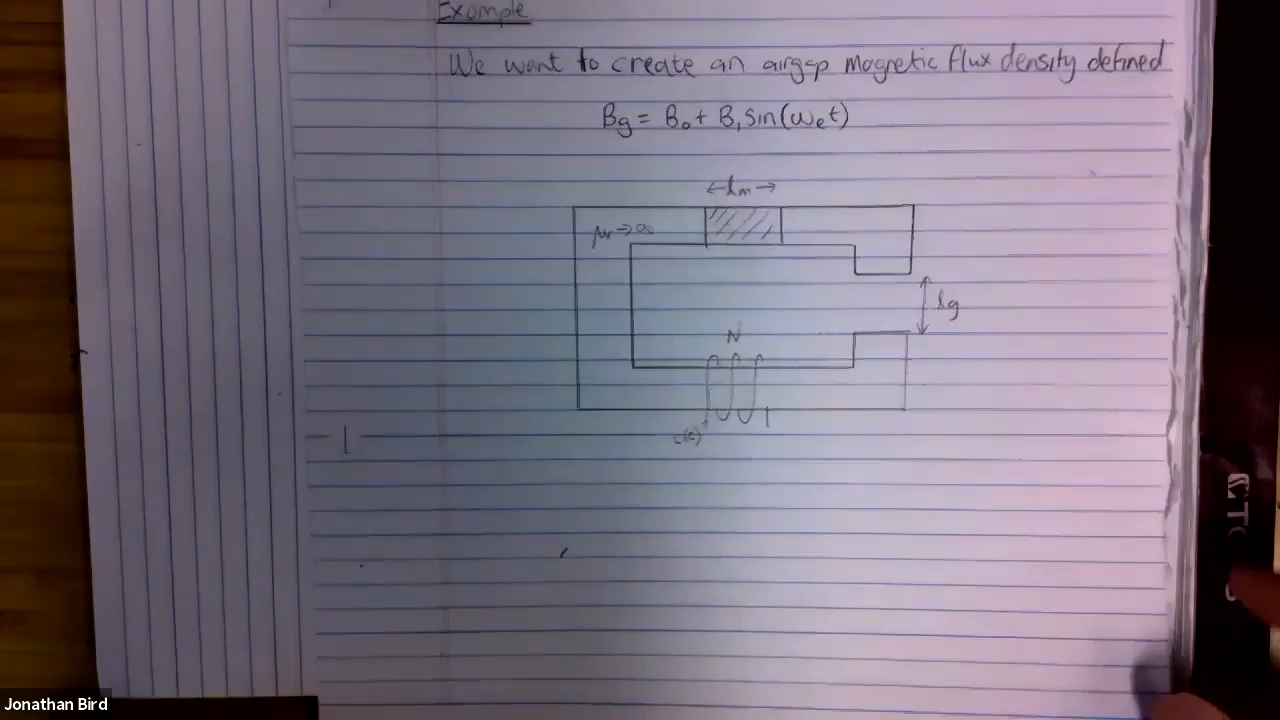 Example
We want to create an airgap magnetic flux density defined
Bg = B₀ + B₁ sin(ωₑt)
←lm→
μr→∞
lg
N
i(t)
Jonathan Bird